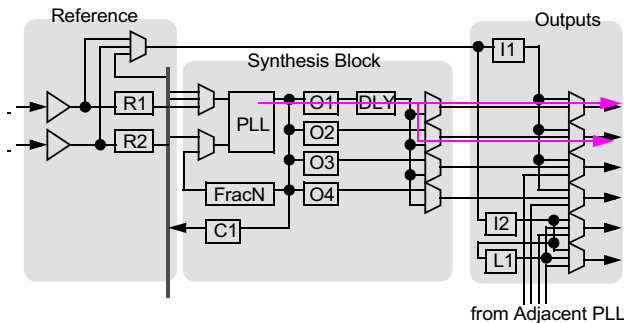 Reference
Outputs
Synthesis Block
I1
R1
R2
PLL
O1
DLY
O2
O3
O4
FracN
C1
I2
L1
from Adjacent PLL